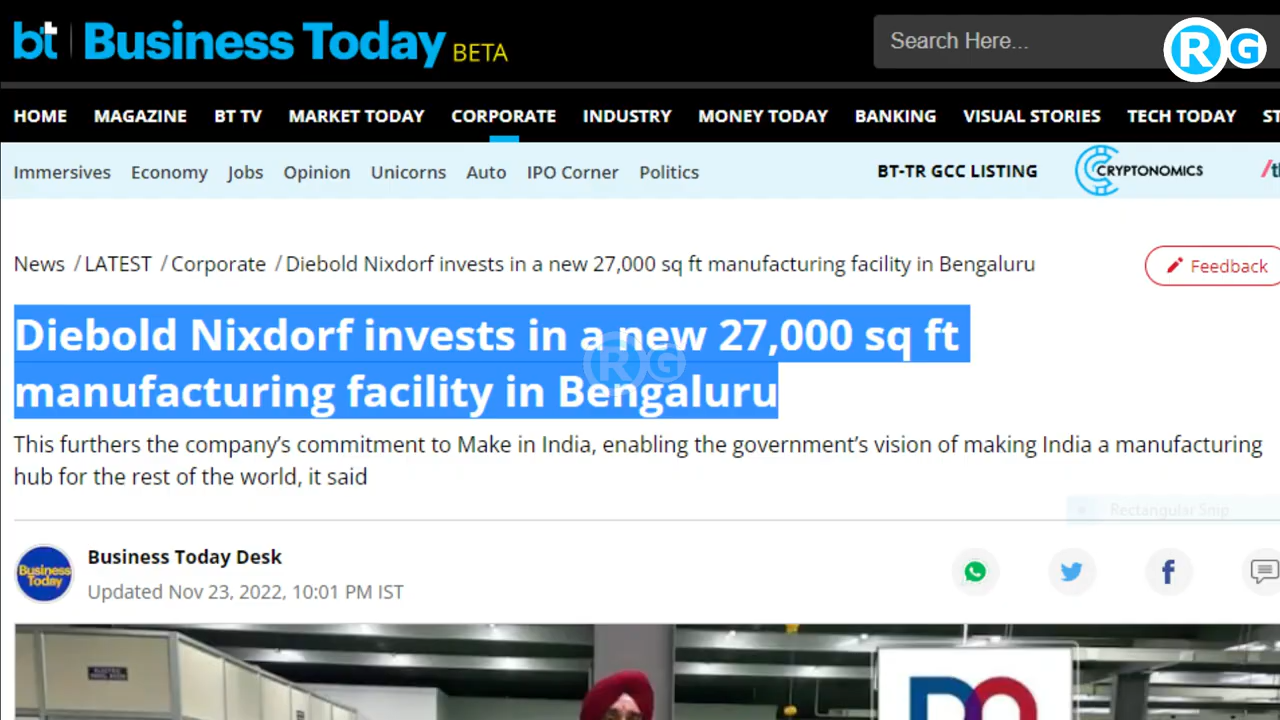 bt Business Today BETA
Search Here...
RG
HOME MAGAZINE BT TV MARKET TODAY CORPORATE INDUSTRY MONEY TODAY BANKING VISUAL STORIES TECH TODAY ST
Immersives Economy Jobs Opinion Unicorns Auto IPO Corner Politics BT-TR GCC LISTING CRYPTONOMICS
News / LATEST / Corporate / Diebold Nixdorf invests in a new 27,000 sq ft manufacturing facility in Bengaluru
Feedback
Diebold Nixdorf invests in a new 27,000 sq ft
manufacturing facility in Bengaluru
RG
This furthers the company’s commitment to Make in India, enabling the government’s vision of making India a manufacturing
hub for the rest of the world, it said
Rectangular Snip
Business Today
Business Today Desk
Updated Nov 23, 2022, 10:01 PM IST